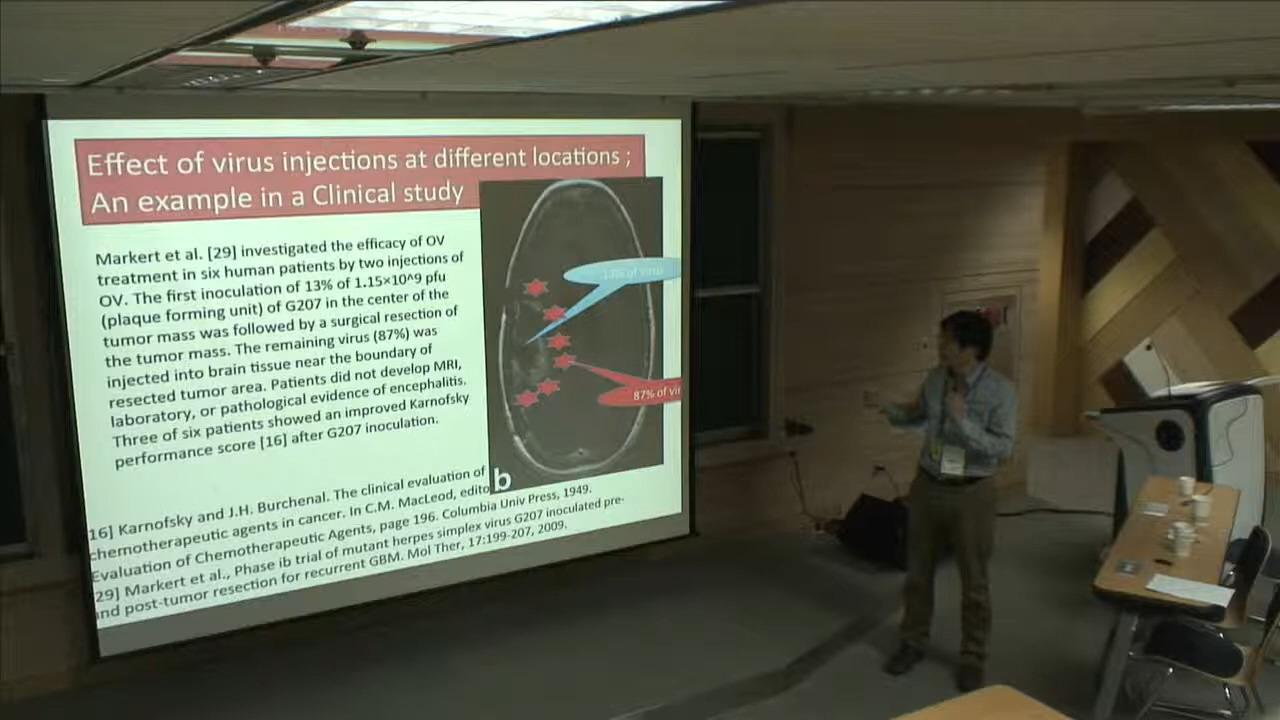 Effect of virus injections at different locations ;
An example in a Clinical study
Markert et al. [29] investigated the efficacy of OV
treatment in six human patients by two injections of
OV. The first inoculation of 13% of 1.15×10^9 pfu
(plaque forming unit) of G207 in the center of the
tumor mass was followed by a surgical resection of
the tumor mass. The remaining virus (87%) was
injected into brain tissue near the boundary of
resected tumor area. Patients did not develop MRI,
laboratory, or pathological evidence of encephalitis.
Three of six patients showed an improved Karnofsky
performance score [16] after G207 inoculation.
13% of virus
87% of vi
b
16] Karnofsky and J.H. Burchenal. The clinical evaluation of
chemotherapeutic agents in cancer. In C.M. MacLeod, edito
Evaluation of Chemotherapeutic Agents, page 196. Columbia Univ Press, 1949.
29] Markert et al., Phase ib trial of mutant herpes simplex virus G207 inoculated pre-
and post-tumor resection for recurrent GBM. Mol Ther, 17:199-207, 2009.